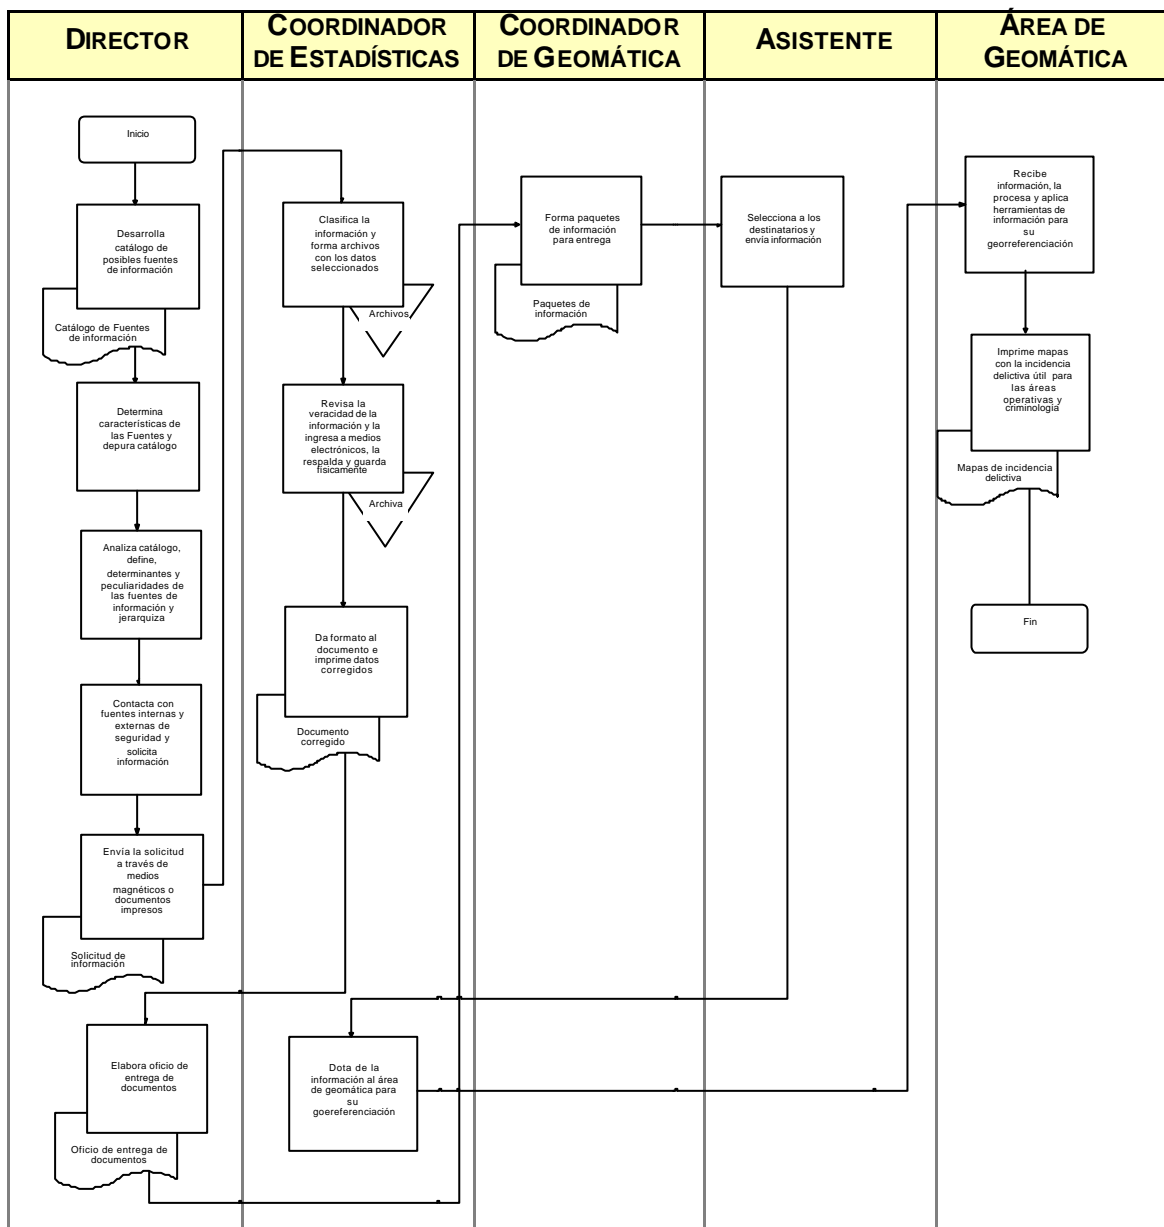 DIRECTOR
COORDINADOR
DE ESTADÍSTICAS
COORDINADOR
DE GEOMÁTICA
ASISTENTE
ÁREA DE
GEOMÁTICA
Inicio
Desarrolla
catálogo de
posibles fuentes
de información
Catálogo de Fuentes
de información
Determina
características de
las Fuentes y
depura catálogo
Analiza catálogo,
define,
determinantes y
peculiaridades de
las fuentes de
información y
jerarquiza
Contacta con
fuentes internas y
externas de
seguridad y
solicita
información
Envía la solicitud
a través de
medios
magnéticos o
documentos
impresos
Solicitud de
información
Elabora oficio de
entrega de
documentos
Oficio de entrega de
documentos
Clasifica la
información y
forma archivos
con los datos
seleccionados
Archivos
Revisa la
veracidad de la
información y la
ingresa a medios
electrónicos, la
respalda y guarda
físicamente
Archiva
Da formato al
documento e
imprime datos
corregidos
Documento
corregido
Dota de la
información al área
de geomática para
su
goereferenciación
Forma paquetes
de información
para entrega
Paquetes de
información
Selecciona a los
destinatarios y
envía información
Recibe
información, la
procesa y aplica
herramientas de
información para
su
georreferenciación
Imprime mapas
con la incidencia
delictiva útil para
las áreas
operativas y
criminología
Mapas de incidencia
delictiva
Fin